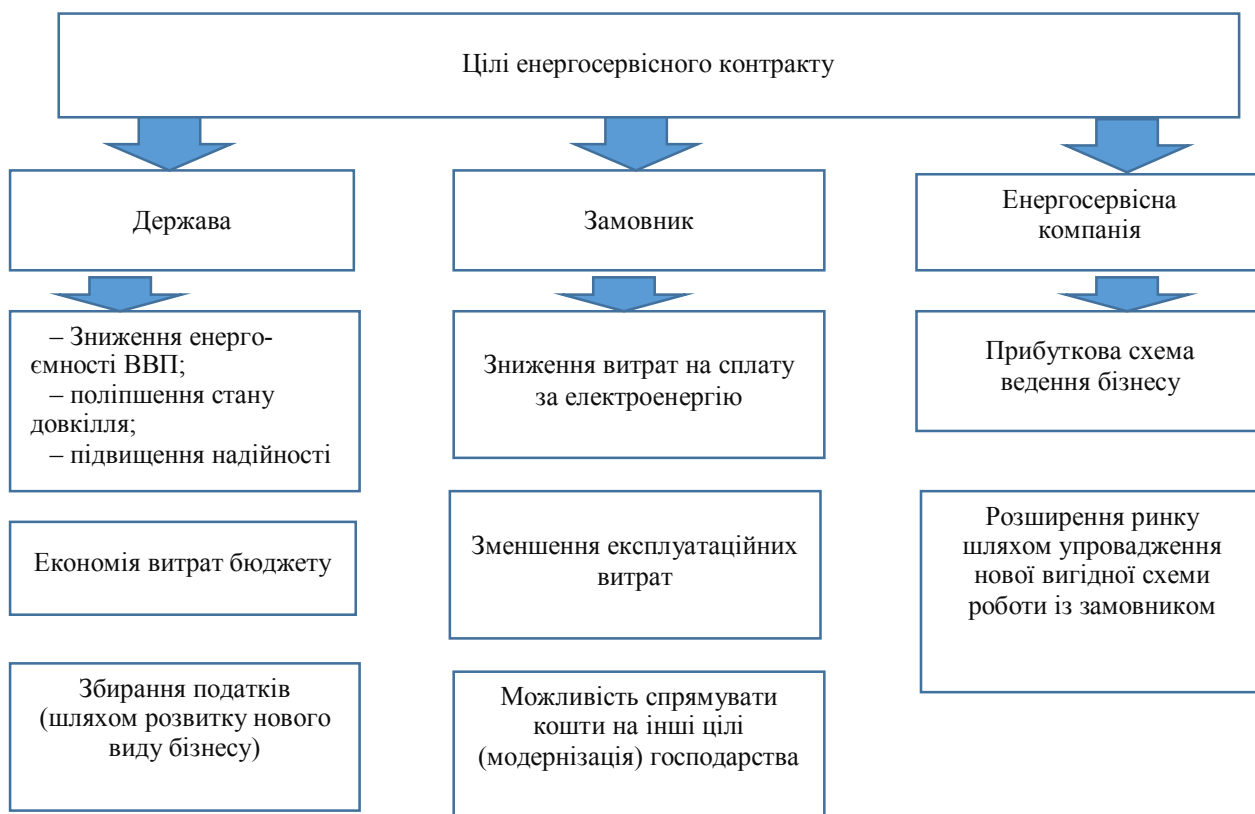 Цілі енергосервісного контракту
Держава
Замовник
Енергосервісна
компанія
– Зниження енерго-
ємності ВВП;
– поліпшення стану
довкілля;
– підвищення надійності
Зниження витрат на сплату
за електроенергію
Прибуткова схема
ведення бізнесу
Економія витрат бюджету
Зменшення експлуатаційних
витрат
Розширення ринку
шляхом упровадження
нової вигідної схеми
роботи із замовником
Збирання податків
(шляхом розвитку нового
виду бізнесу)
Можливість спрямувати
кошти на інші цілі
(модернізація) господарства